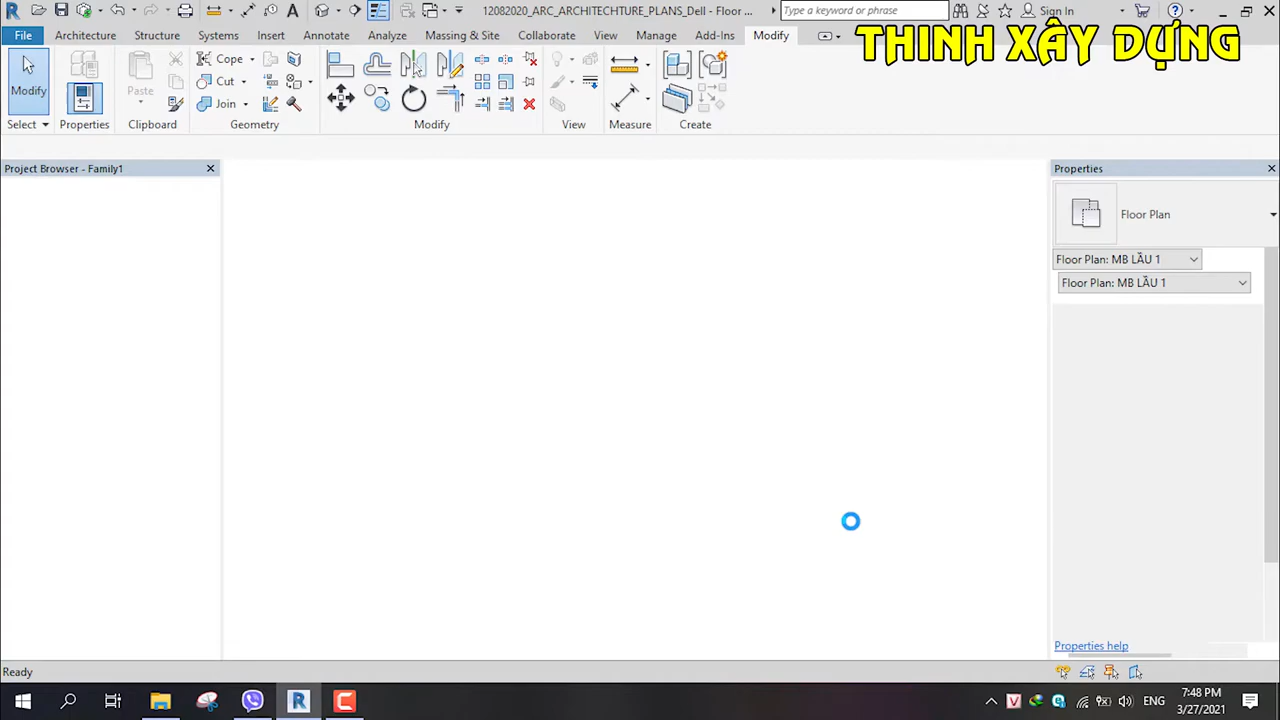 12082020_ARC_ARCHITECHTURE_PLANS_Dell - Floor ...
Type a keyword or phrase
Sign In
THINH XÂY DỰNG
File
Architecture
Structure
Systems
Insert
Annotate
Analyze
Massing & Site
Collaborate
View
Manage
Add-Ins
Modify
Modify
Paste
Cope
Cut
Join
Select
Properties
Clipboard
Geometry
Modify
View
Measure
Create
Project Browser - Family1
Properties
Floor Plan
Floor Plan: MB LẦU 1
Floor Plan: MB LẦU 1
Properties help
Ready
ENG
7:48 PM
3/27/2021